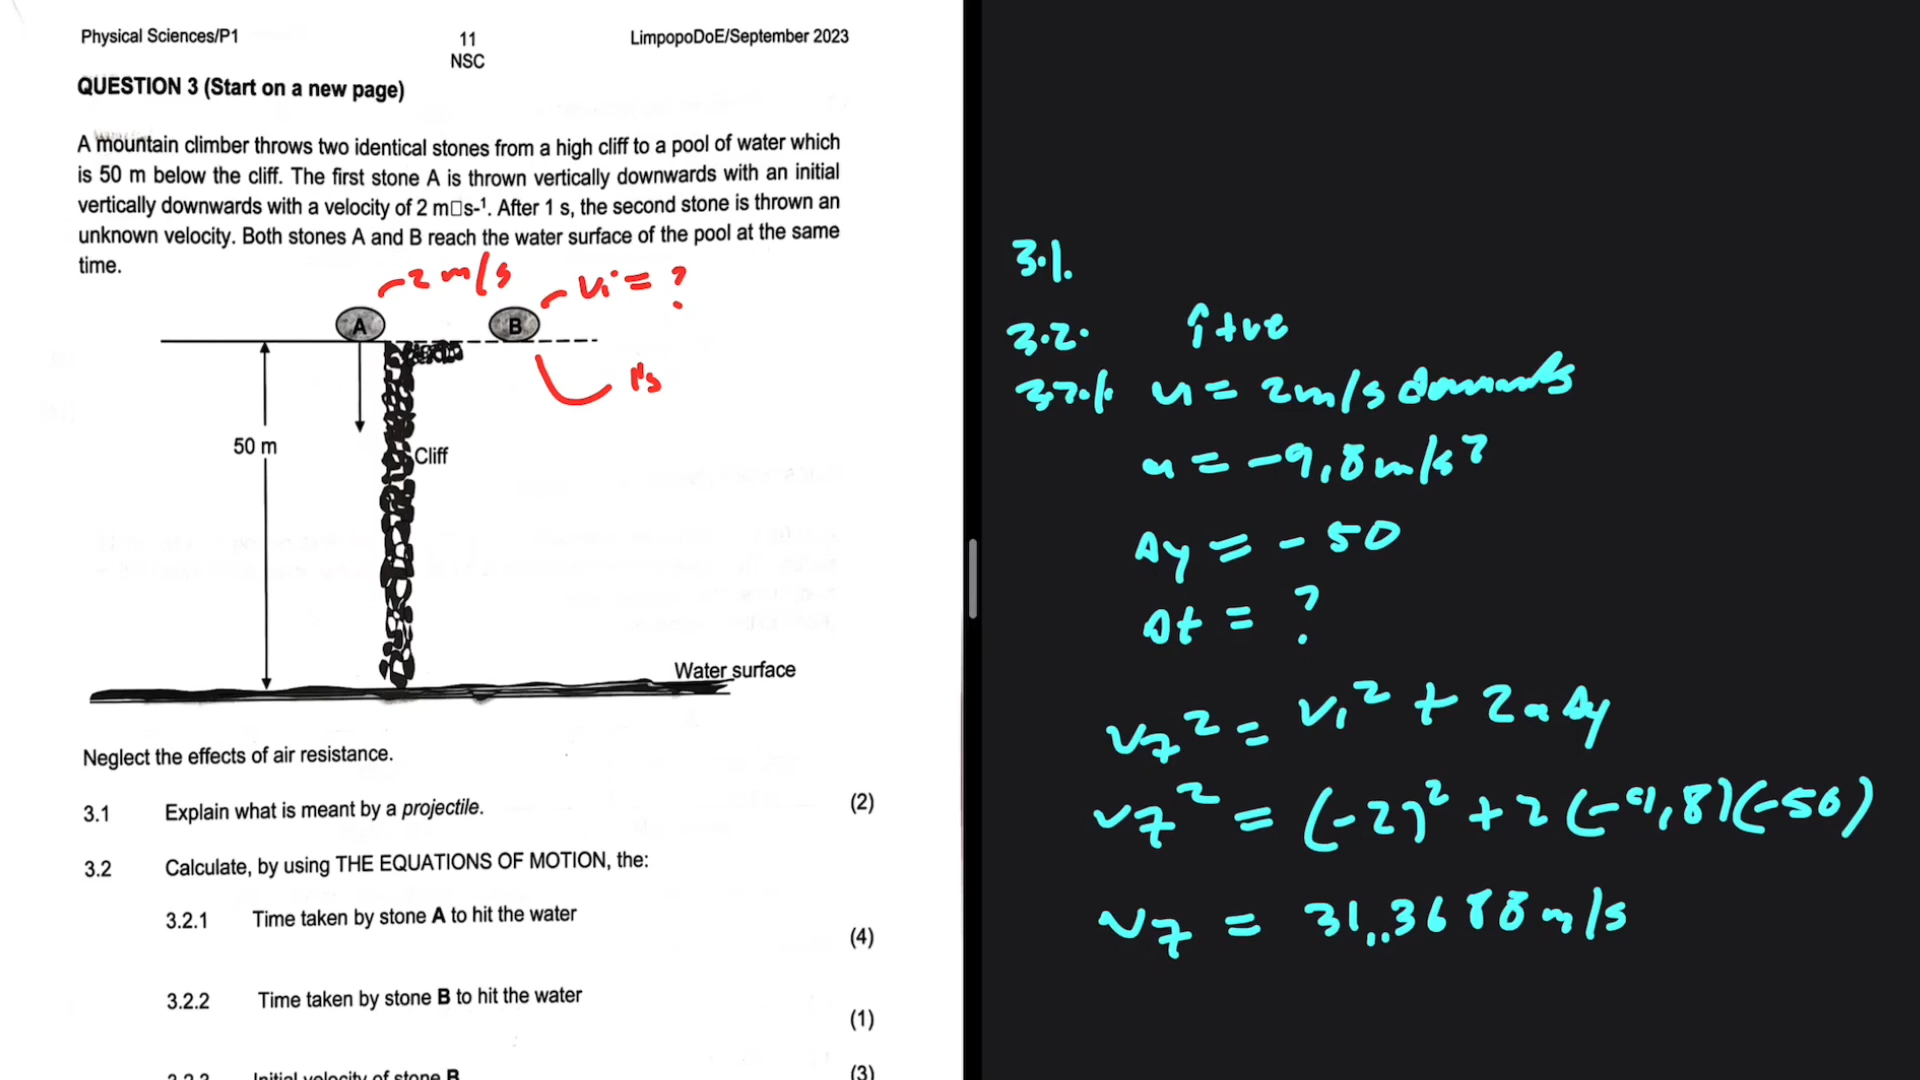 Physical Sciences/P1
11
NSC
LimpopoDoE/September 2023
QUESTION 3 (Start on a new page)
A mountain climber throws two identical stones from a high cliff to a pool of water which
is 50 m below the cliff. The first stone A is thrown vertically downwards with an initial
vertically downwards with a velocity of 2 m□s-¹. After 1 s, the second stone is thrown an
unknown velocity. Both stones A and B reach the water surface of the pool at the same
time.
2 m/s
vi = ?
A
B
1s
50 m
Cliff
Water surface
Neglect the effects of air resistance.
3.1 Explain what is meant by a projectile. (2)
3.2 Calculate, by using THE EQUATIONS OF MOTION, the:
3.2.1 Time taken by stone A to hit the water (4)
3.2.2 Time taken by stone B to hit the water (1)
3.2.3 Initial velocity of stone B (3)
3.1.
3.2. ↑+ve
= 2m/s downwards
a = -9,8m/s²
Δy = - 50
Δt = ?
vf² = vi² + 2aΔy
vf² = (-2)² + 2(-9,8)(-50)
vf = 31,..3688m/s